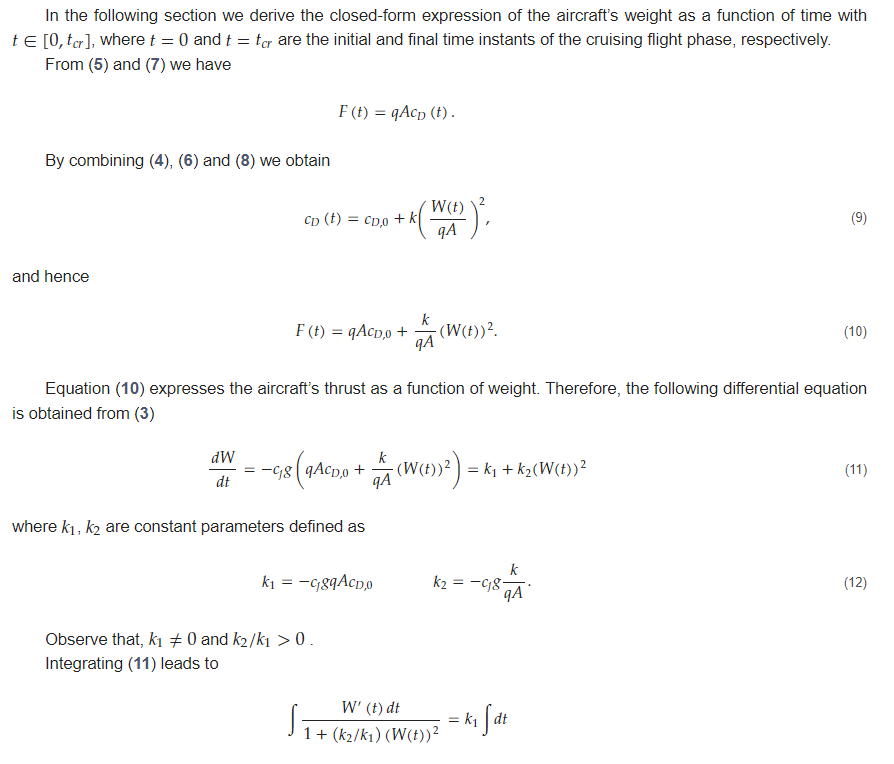 In the following section we derive the closed-form expression of the aircraft's weight as a function of time with
t ∈ [0, t_cr], where t = 0 and t = t_cr are the initial and final time instants of the cruising flight phase, respectively.
From (5) and (7) we have
F (t) = qAc_D (t) .
By combining (4), (6) and (8) we obtain
c_D (t) = c_{D,0} + k( W(t) / qA )^2, (9)
and hence
F (t) = qAc_{D,0} + k/qA (W(t))^2. (10)
Equation (10) expresses the aircraft's thrust as a function of weight. Therefore, the following differential equation
is obtained from (3)
dW/dt = −c_j g ( qAc_{D,0} + k/qA (W(t))^2 ) = k_1 + k_2(W(t))^2 (11)
where k_1, k_2 are constant parameters defined as
k_1 = −c_j gqAc_{D,0} k_2 = −c_j g k/qA . (12)
Observe that, k_1 ≠ 0 and k_2/k_1 > 0 .
Integrating (11) leads to
∫ W′ (t) dt / 1 + (k_2/k_1) (W(t))^2 = k_1 ∫ dt